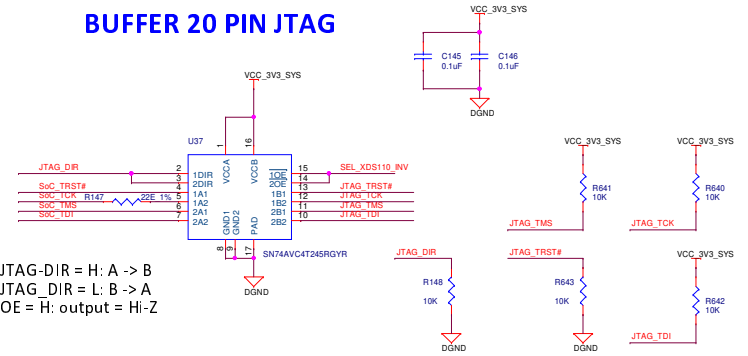 BUFFER 20 PIN JTAG
VCC_3V3_SYS
C145
0.1uF
C146
0.1uF
DGND
VCC_3V3_SYS
U37
1
16
VCCA
VCCB
JTAG_DIR
2
1DIR
1OE
15
SEL_XDS110_INV
3
2DIR
2OE
14
SoC_TRST#
4
1A1
1B1
13
JTAG_TRST#
SoC_TCK
R147
22E 1%
5
1A2
1B2
12
JTAG_TCK
SoC_TMS
6
2A1
2B1
11
JTAG_TMS
SoC_TDI
7
2A2
2B2
10
JTAG_TDI
GND1
GND2
PAD
8
9
17
SN74AVC4T245RGYR
DGND
JTAG-DIR = H: A -> B
JTAG_DIR = L: B -> A
OE = H: output = Hi-Z
VCC_3V3_SYS
R641
10K
JTAG_TMS
VCC_3V3_SYS
R640
10K
JTAG_TCK
JTAG_DIR
R148
10K
DGND
JTAG_TRST#
R643
10K
DGND
VCC_3V3_SYS
R642
10K
JTAG_TDI